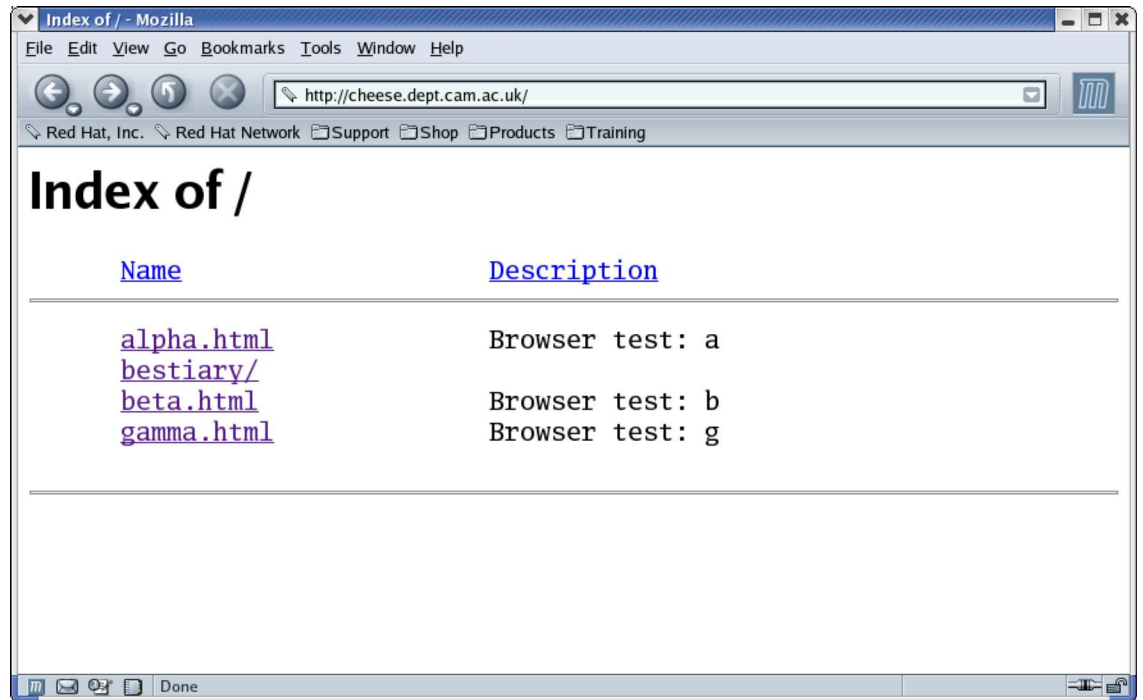 Index of / - Mozilla
File Edit View Go Bookmarks Tools Window Help
http://cheese.dept.cam.ac.uk/
Red Hat, Inc. Red Hat Network Support Shop Products Training
Index of /
Name Description
alpha.html Browser test: a
bestiary/
beta.html Browser test: b
gamma.html Browser test: g
Done